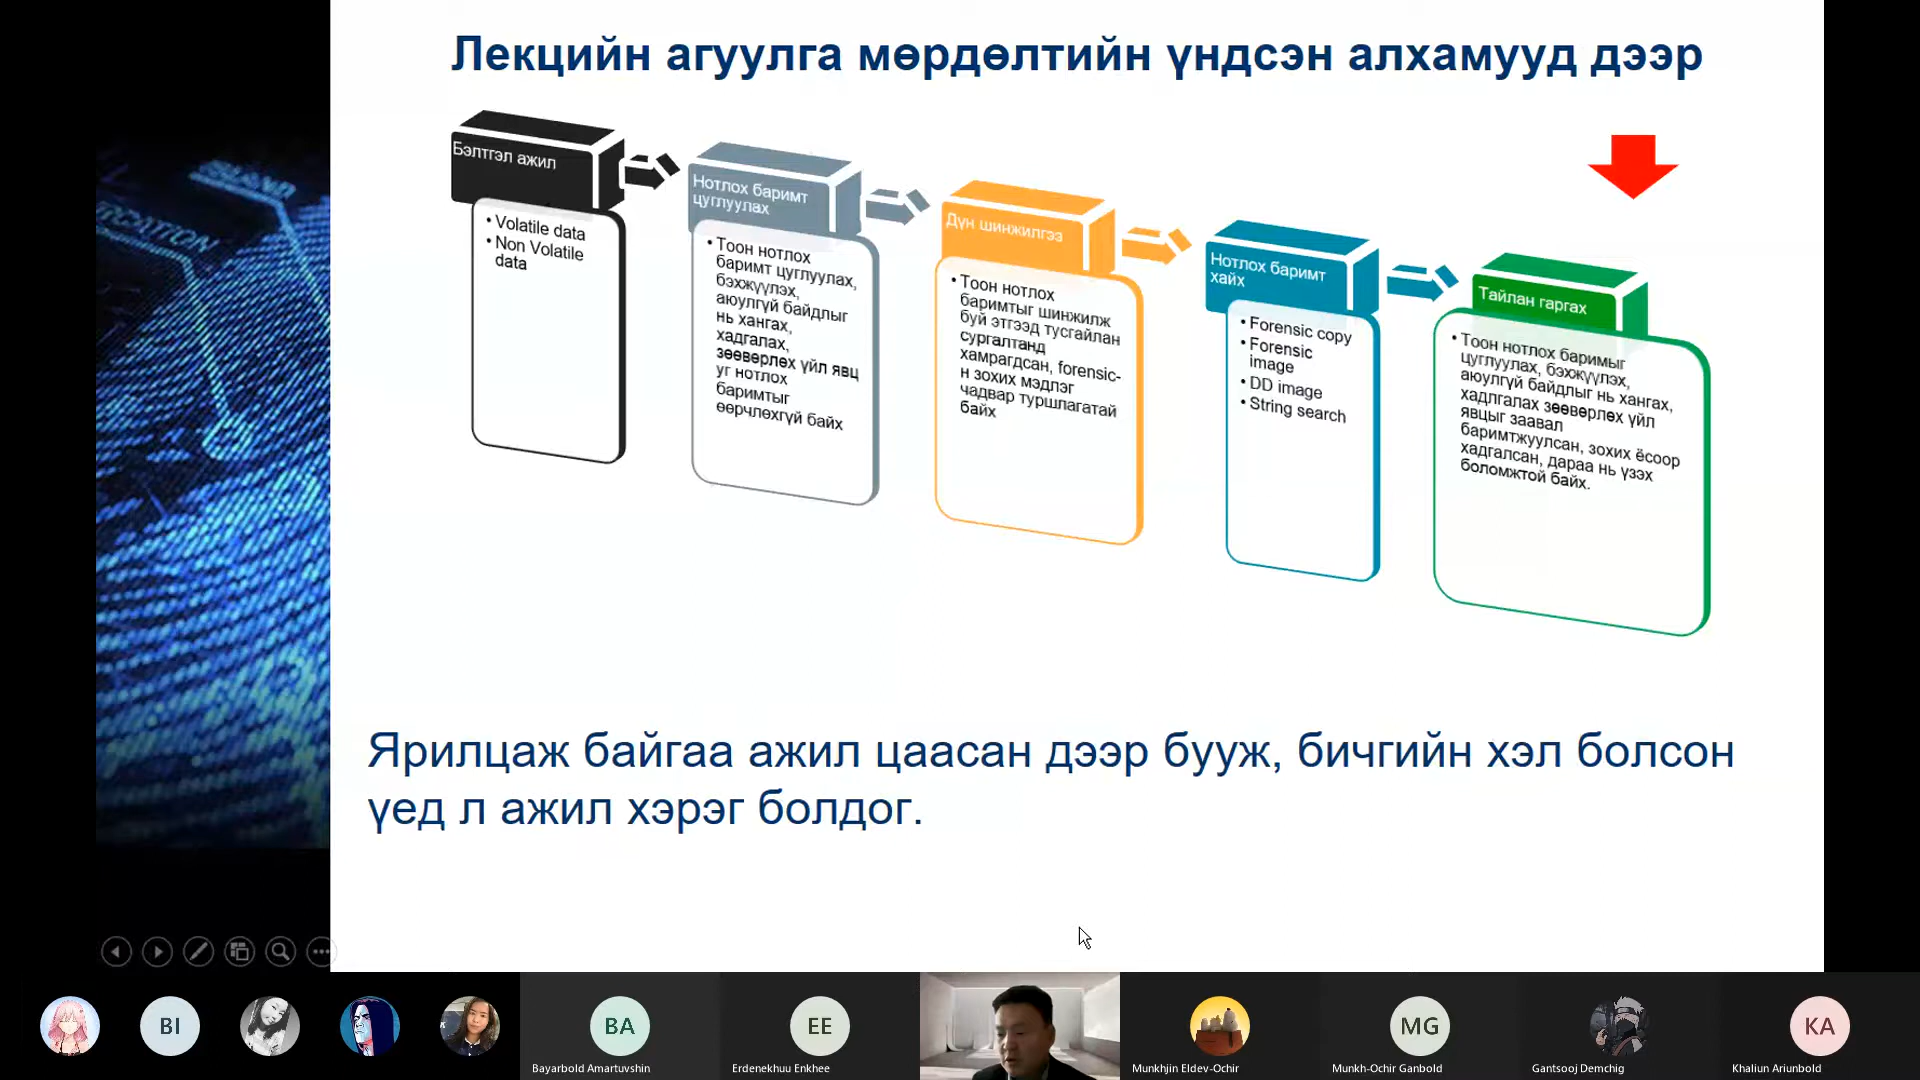 Лекцийн агуулга мөрдөлтийн үндсэн алхамууд дээр
Бэлтгэл ажил
• Volatile data
• Non Volatile
data
Нотлох баримт
цуглуулах
• Тоон нотлох
баримт цуглуулах,
бэхжүүлэх,
аюулгүй байдлыг
нь хангах,
хадгалах,
зөөвөрлөх үйл явц
уг нотлох
баримтыг
өөрчлөхгүй байх
Дүн шинжилгээ
• Тоон нотлох
баримтыг шинжилж
буй этгээд тусгайлан
сургалтанд
хамрагдсан, forensic-
н зохих мэдлэг
чадвар туршлагатай
байх
Нотлох баримт
хайх
• Forensic copy
• Forensic
image
• DD image
• String search
Тайлан гаргах
• Тоон нотлох баримыг
цуглуулах, бэхжүүлэх,
аюулгүй байдлыг нь хангах,
хадлгалах зөөвөрлөх үйл
явцыг заавал
баримтжуулсан, зохих ёсоор
хадгалсан, дараа нь үзэх
боломжтой байх.
Ярилцаж байгаа ажил цаасан дээр бууж, бичгийн хэл болсон
үед л ажил хэрэг болдог.
BI
BA
EE
MG
KA
Bayarbold Amartuvshin
Erdenekhuu Enkhee
Munkhjin Eldev-Ochir
Munkh-Ochir Ganbold
Gantsooj Demchig
Khaliun Ariunbold